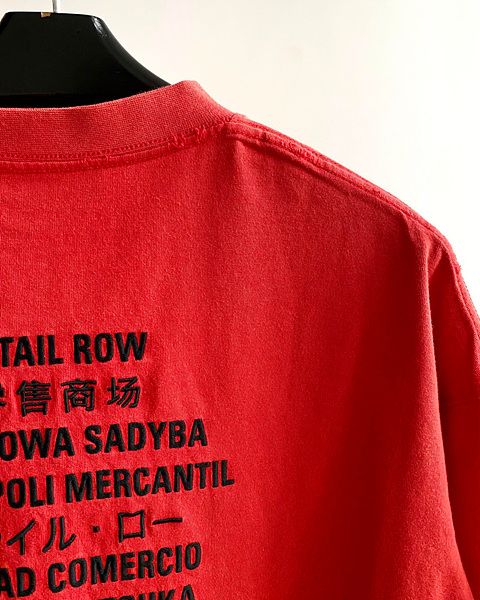 TAIL ROW
售商场
OWA SADYBA
POLI MERCANTIL
イル・ロー
AD COMERCIO